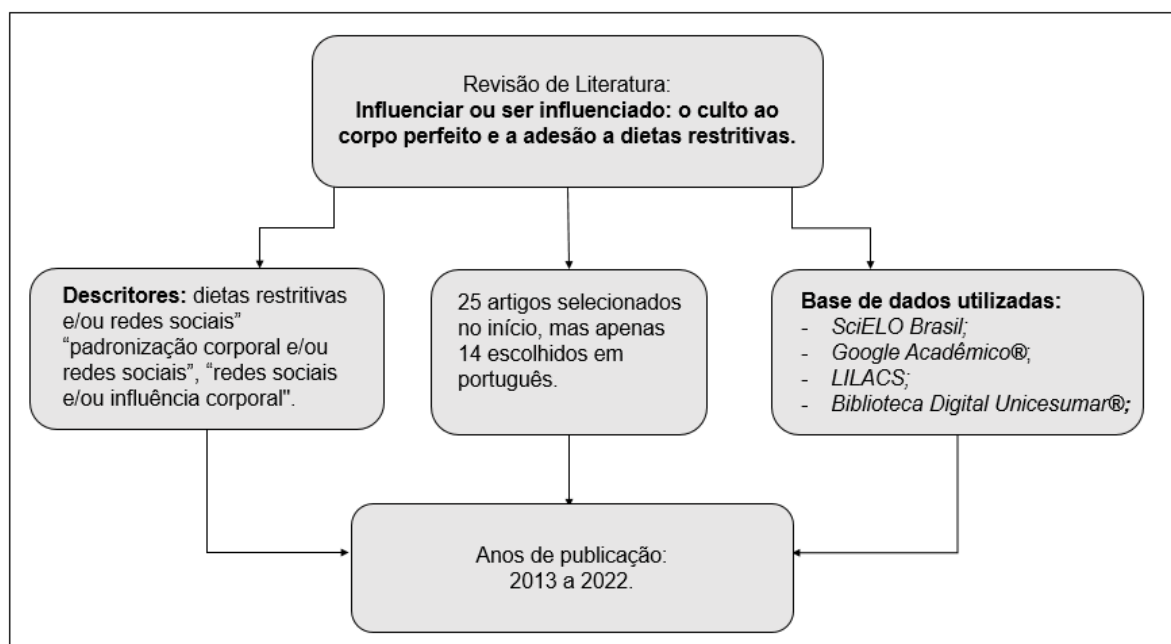 Revisão de Literatura:
Influenciar ou ser influenciado: o culto ao
corpo perfeito e a adesão a dietas restritivas.
Descritores: dietas restritivas
e/ou redes sociais”
“padronização corporal e/ou
redes sociais”, “redes sociais
e/ou influência corporal".
25 artigos selecionados
no início, mas apenas
14 escolhidos em
português.
Base de dados utilizadas:
- SciELO Brasil;
- Google Acadêmico®;
- LILACS;
- Biblioteca Digital Unicesumar®;
Anos de publicação:
2013 a 2022.